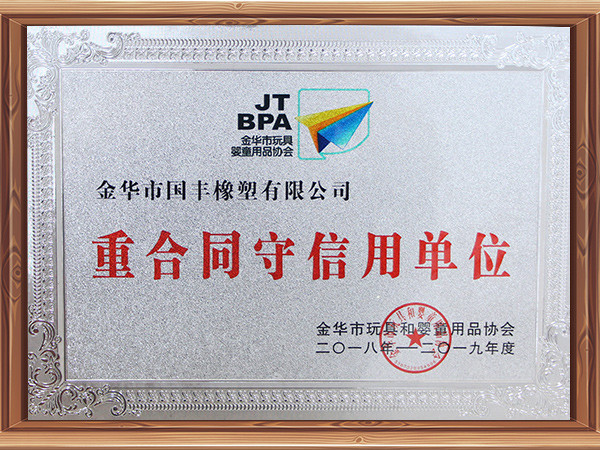 JT
BPA
金华市玩具
婴童用品协会
金华市国丰橡塑有限公司
重合同守信用单位
金华市玩具和婴童用品协会
二〇一八年—二〇一九年度